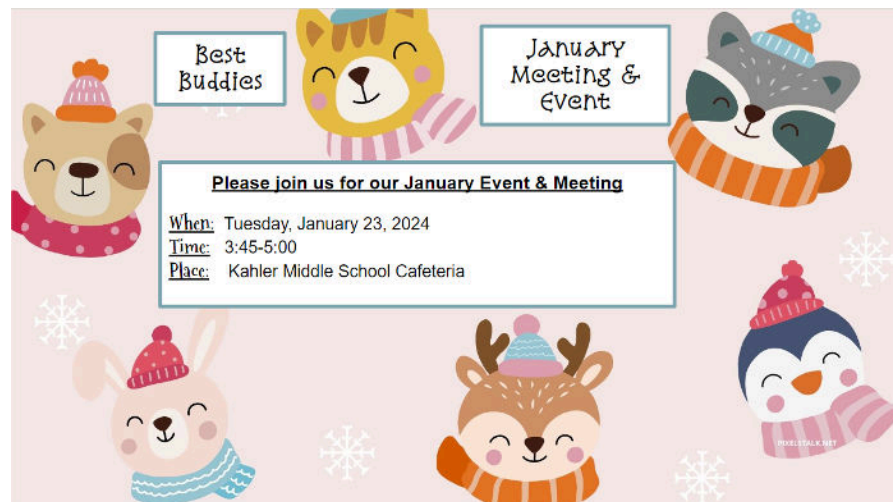 Best
Buddies
January
Meeting &
Event
Please join us for our January Event & Meeting
When: Tuesday, January 23, 2024
Time: 3:45-5:00
Place: Kahler Middle School Cafeteria
PIXELSTALK.NET